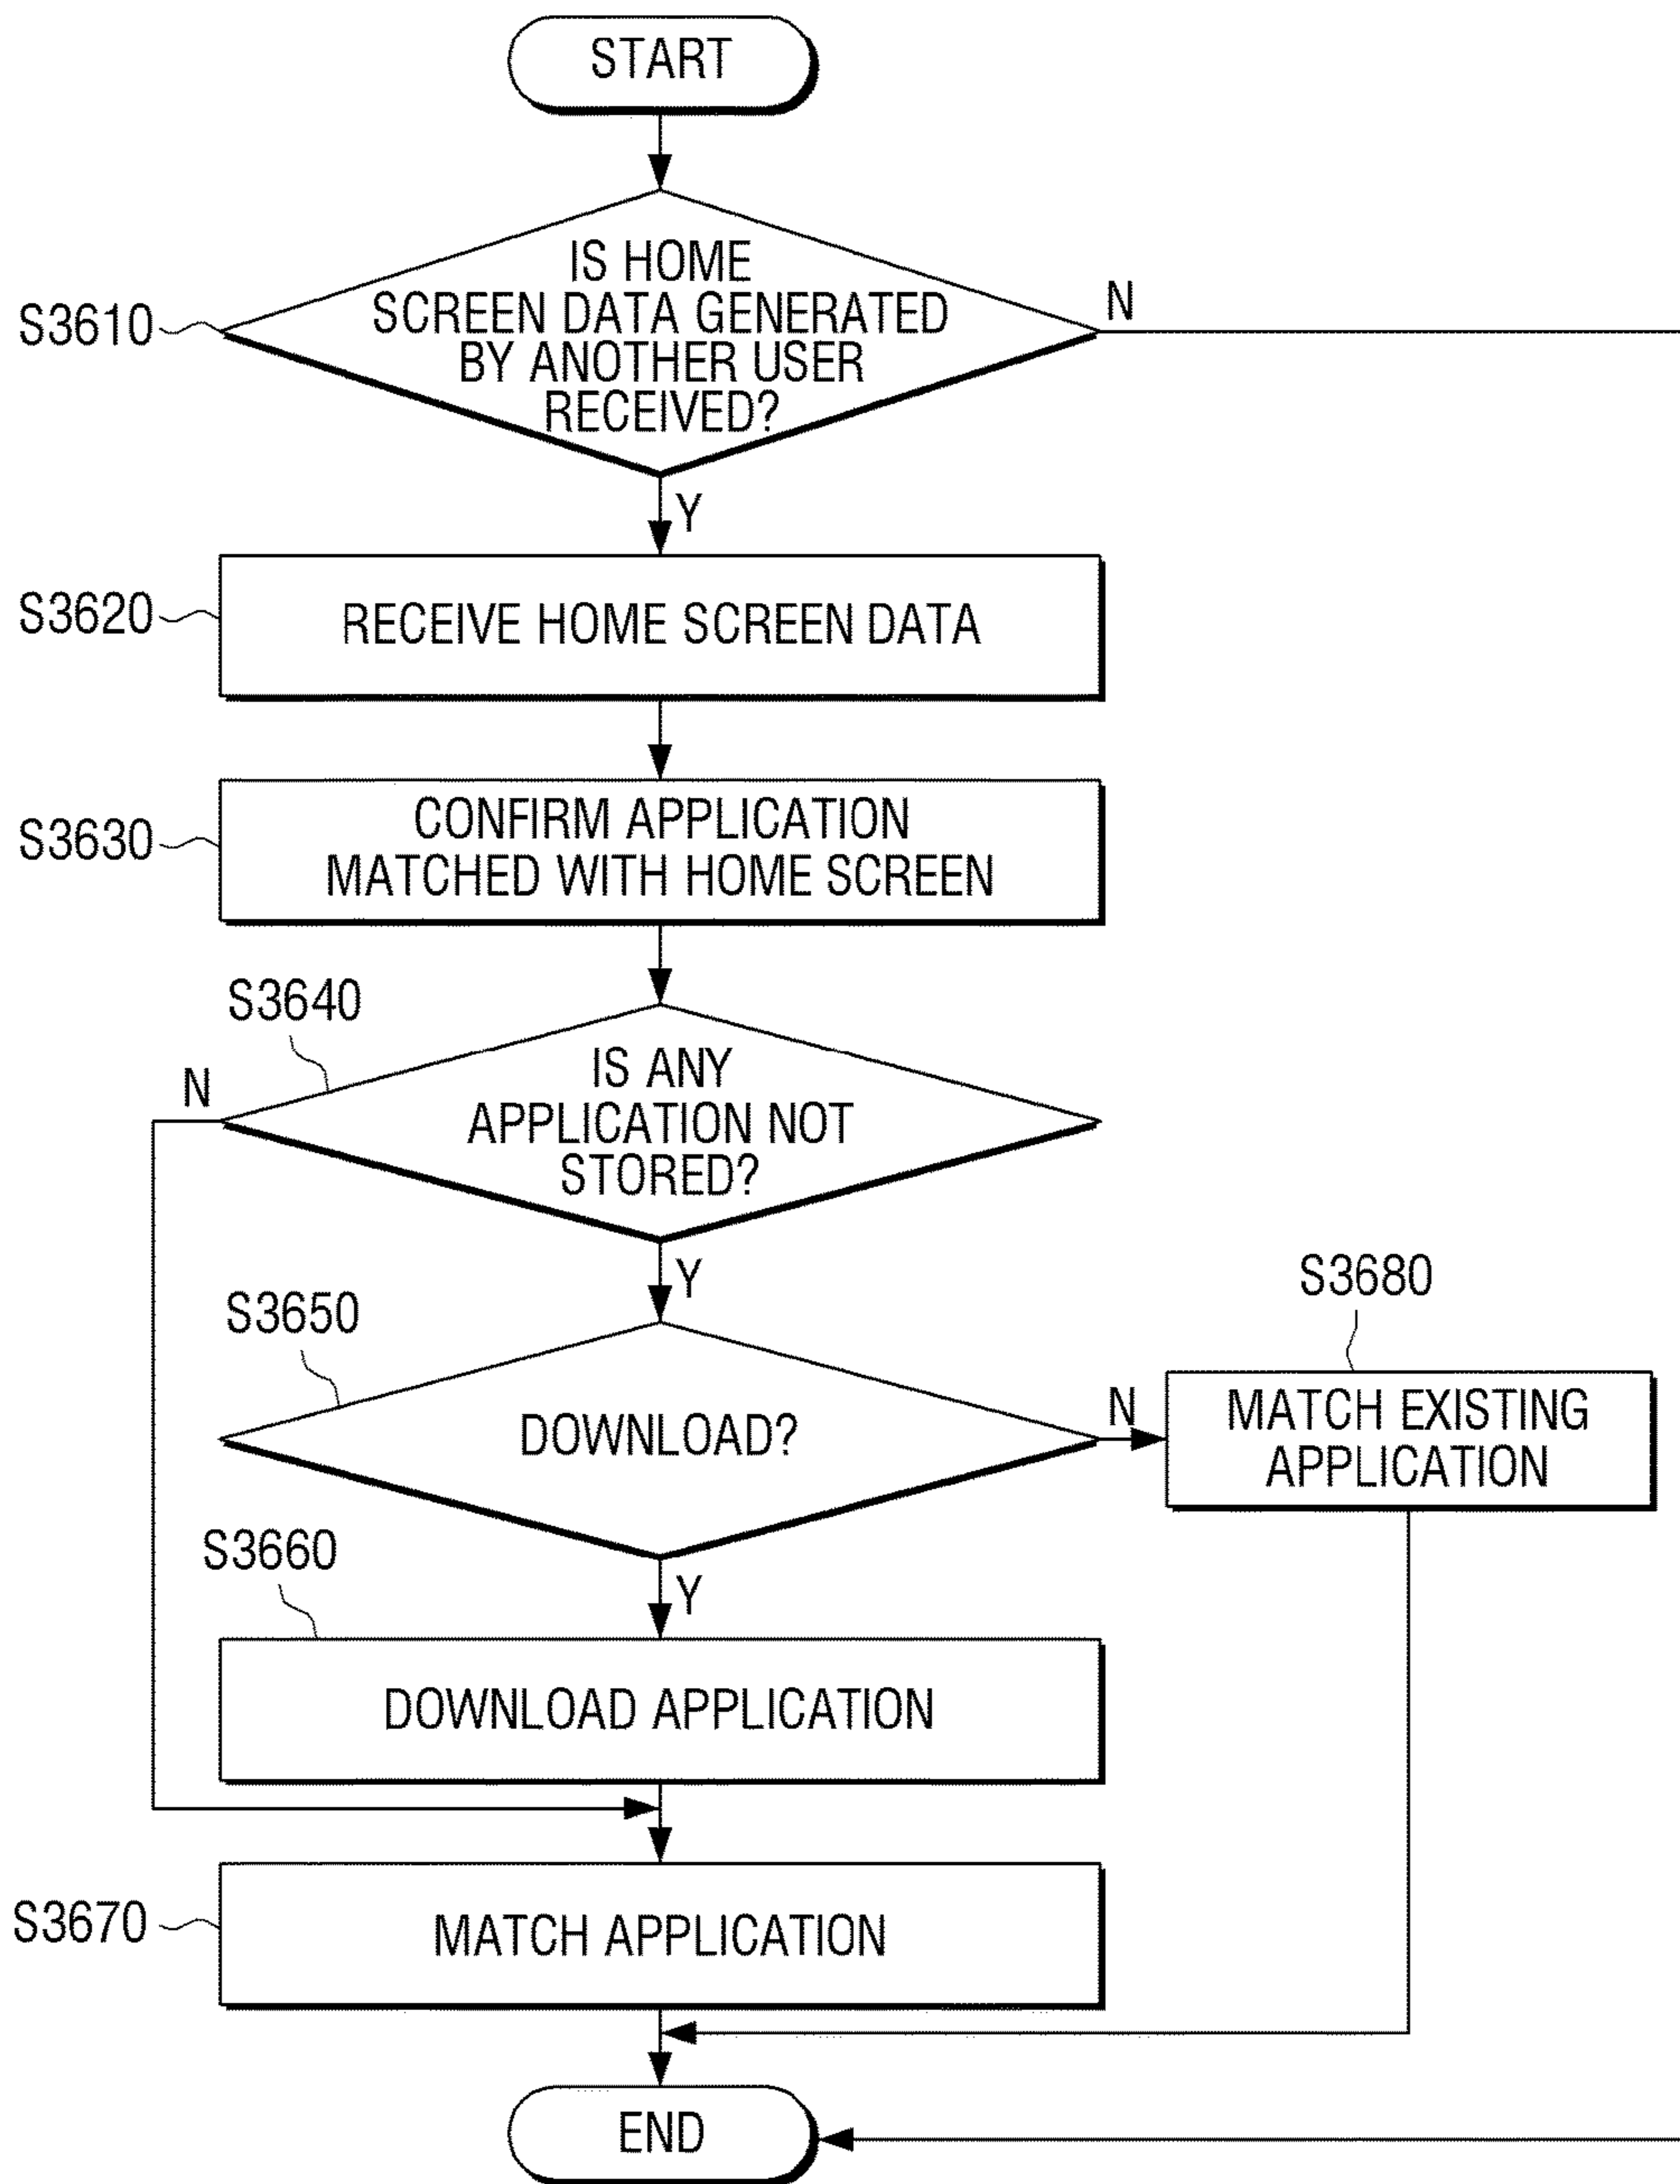 START
IS HOME
SCREEN DATA GENERATED
BY ANOTHER USER
RECEIVED?
N
S3610
Y
S3620
RECEIVE HOME SCREEN DATA
S3630
CONFIRM APPLICATION
MATCHED WITH HOME SCREEN
S3640
N
IS ANY
APPLICATION NOT
STORED?
Y
S3650
DOWNLOAD?
N
S3680
MATCH EXISTING
APPLICATION
Y
S3660
DOWNLOAD APPLICATION
S3670
MATCH APPLICATION
END